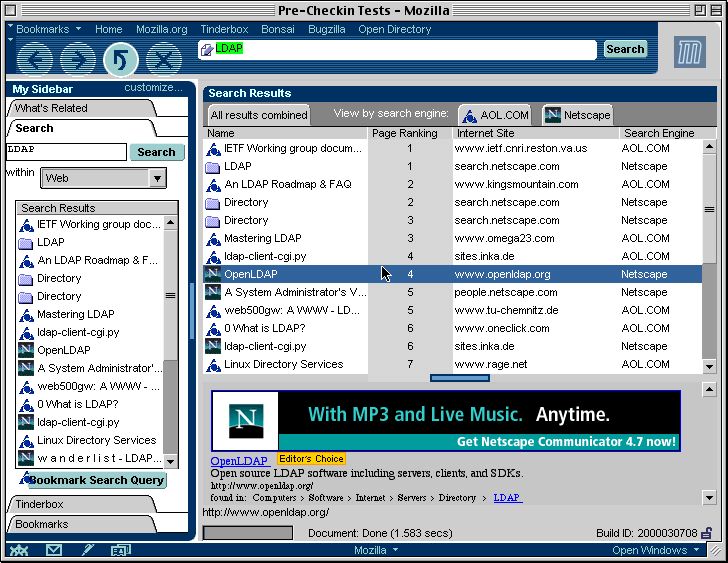 Pre-Checkin Tests - Mozilla
Bookmarks Home Mozilla.org Tinderbox Bonsai Bugzilla Open Directory
LDAP Search
My Sidebar customize...
What's Related
Search
LDAP Search
within Web
Search Results
IETF Working group doc...
LDAP
An LDAP Roadmap & F...
Directory
Directory
Mastering LDAP
ldap-client-cgi.py
OpenLDAP
A System Administrator'...
web500gw: A WWW - ...
0 What is LDAP?
ldap-client-cgi.py
Linux Directory Services
wanderlist - LDAP...
Bookmark Search Query
Tinderbox
Bookmarks
Search Results
All results combined View by search engine: AOL.COM Netscape
Name Page Ranking Internet Site Search Engine
IETF Working group docum... 1 www.ietf.cnri.reston.va.us AOL.COM
LDAP 1 search.netscape.com Netscape
An LDAP Roadmap & FAQ 2 www.kingsmountain.com AOL.COM
Directory 2 search.netscape.com Netscape
Directory 3 search.netscape.com Netscape
Mastering LDAP 3 www.omega23.com AOL.COM
ldap-client-cgi.py 4 sites.inka.de AOL.COM
OpenLDAP 4 www.openldap.org Netscape
A System Administrator's V... 5 people.netscape.com Netscape
web500gw: A WWW - LD... 5 www.tu-chemnitz.de AOL.COM
0 What is LDAP? 6 www.oneclick.com AOL.COM
ldap-client-cgi.py 6 sites.inka.de Netscape
Linux Directory Services 7 www.rage.net AOL.COM
N With MP3 and Live Music. Anytime.
Get Netscape Communicator 4.7 now!
OpenLDAP Editor's Choice
Open source LDAP software including servers, clients, and SDKs.
http://www.openldap.org/
found in: Computers > Software > Internet > Servers > Directory > LDAP
http://www.openldap.org/
Document: Done (1.583 secs) Build ID: 2000030708
Mozilla Open Windows